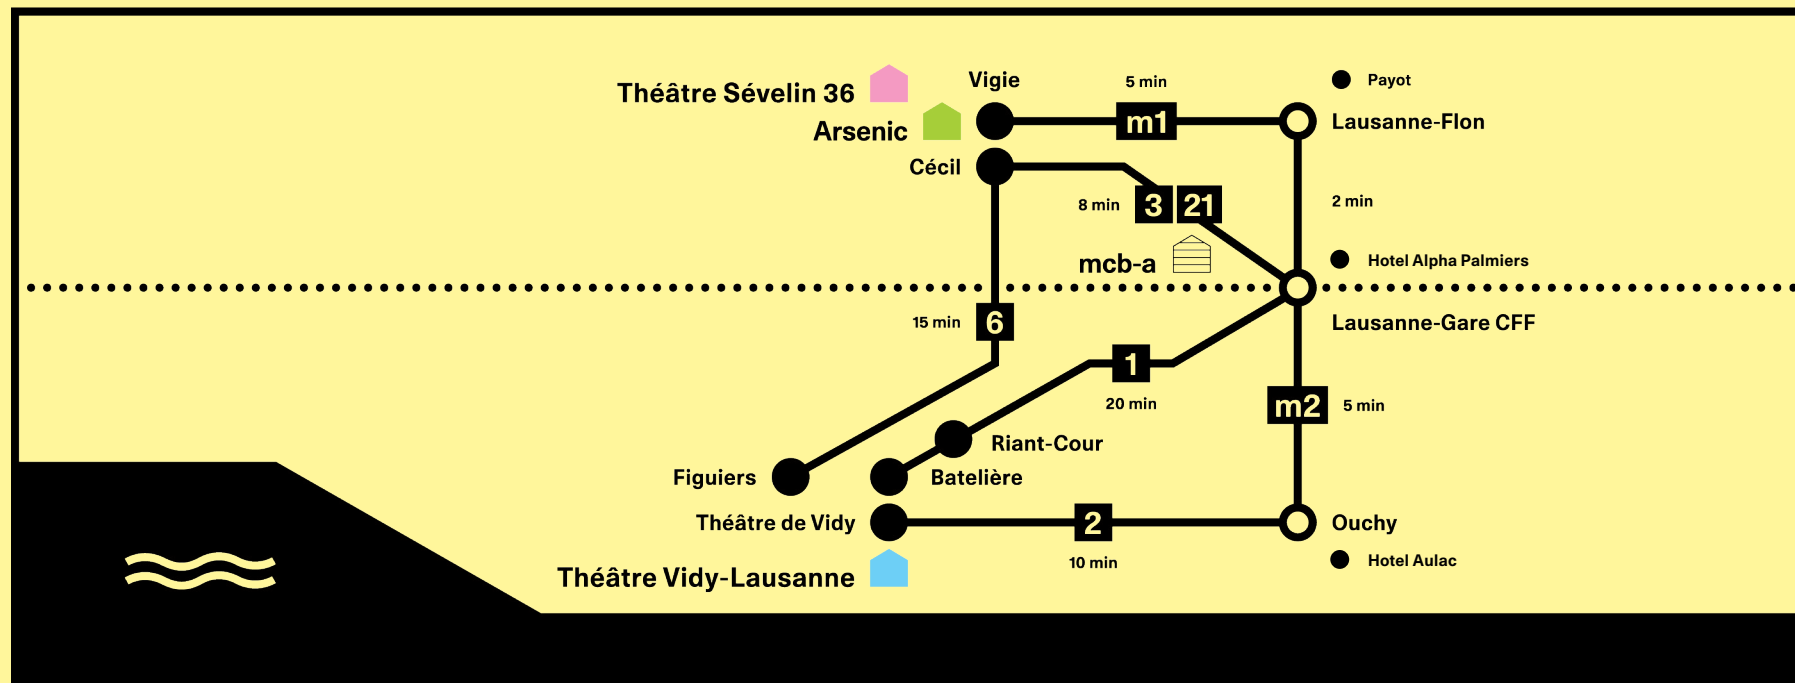 Payot
Vigie
5 min
Théâtre Sévelin 36
m1
Lausanne-Flon
Arsenic
Cécil
8 min
3
21
2 min
mcb-a
Hotel Alpha Palmiers
15 min
6
Lausanne-Gare CFF
1
20 min
m2
5 min
Riant-Cour
Figuiers
Batelière
Théâtre de Vidy
2
Ouchy
10 min
Hotel Aulac
Théâtre Vidy-Lausanne